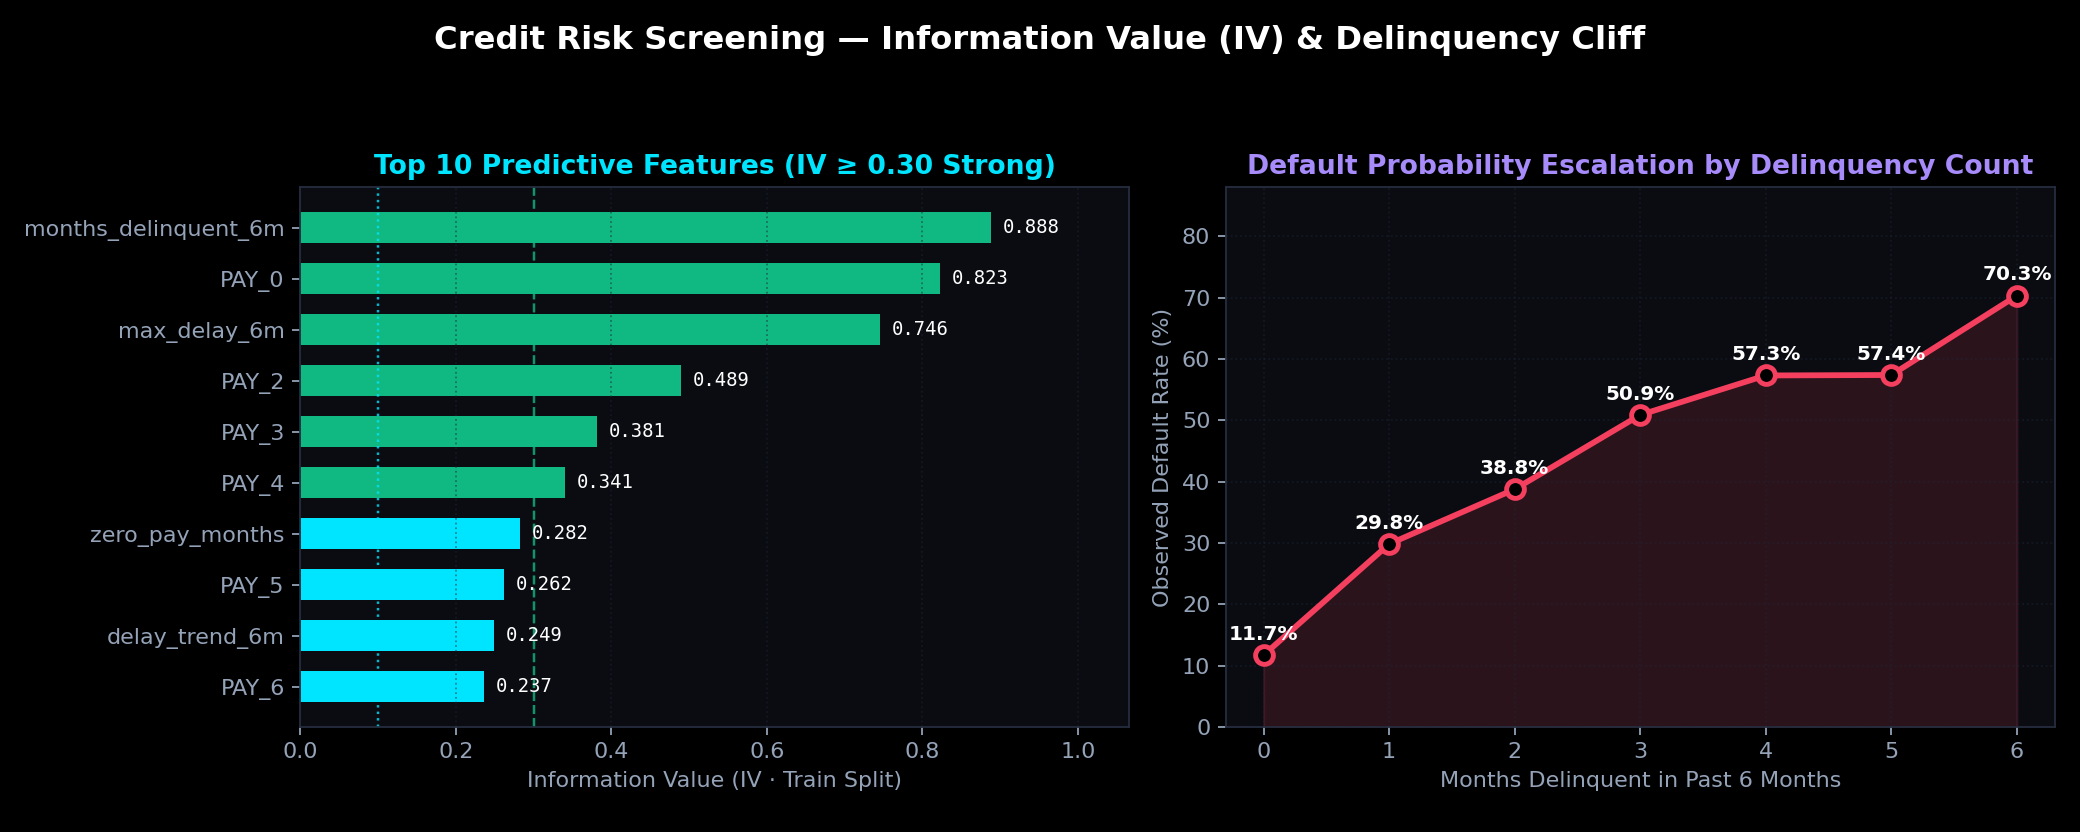 Credit Risk Screening — Information Value (IV) & Delinquency Cliff
Top 10 Predictive Features (IV ≥ 0.30 Strong)
months_delinquent_6m 0.888
PAY_0 0.823
max_delay_6m 0.746
PAY_2 0.489
PAY_3 0.381
PAY_4 0.341
zero_pay_months 0.282
PAY_5 0.262
delay_trend_6m 0.249
PAY_6 0.237
0.0 0.2 0.4 0.6 0.8 1.0
Information Value (IV · Train Split)
Default Probability Escalation by Delinquency Count
Observed Default Rate (%)
80
70
60
50
40
30
20
10
0
11.7%
29.8%
38.8%
50.9%
57.3%
57.4%
70.3%
0 1 2 3 4 5 6
Months Delinquent in Past 6 Months